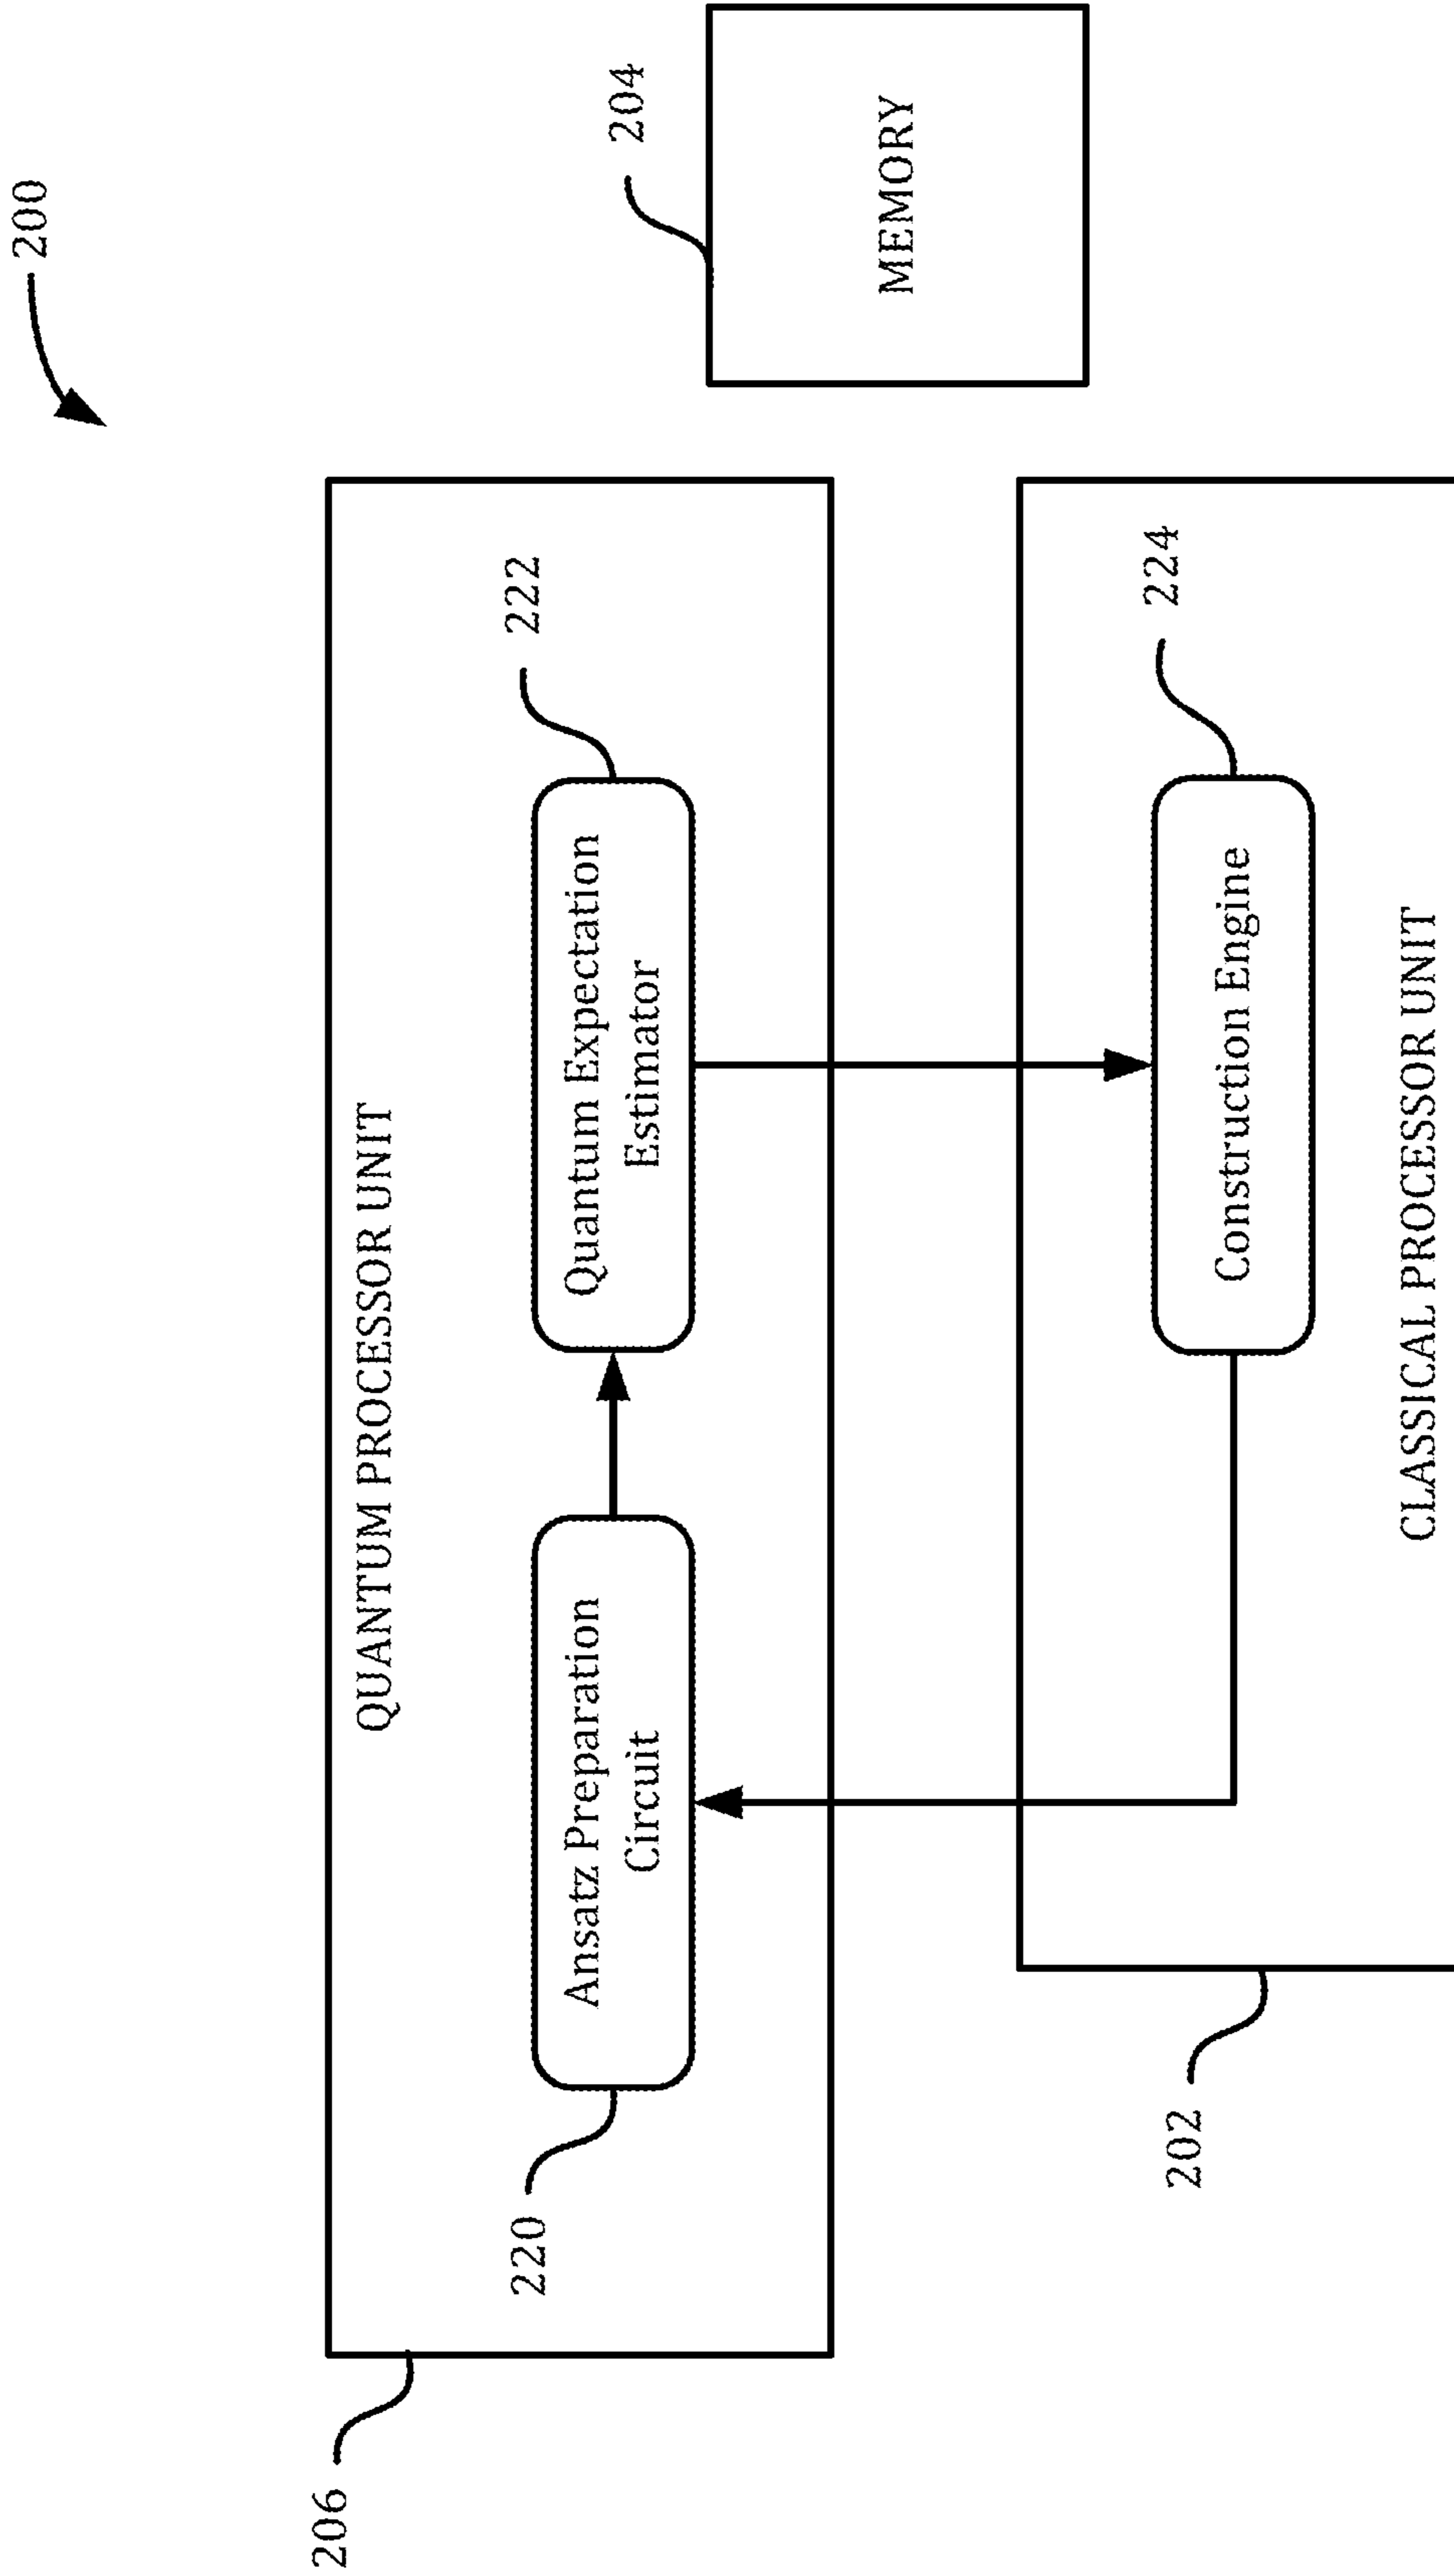 200
206
QUANTUM PROCESSOR UNIT
220
Ansatz Preparation
Circuit
222
Quantum Expectation
Estimator
204
MEMORY
202
224
Construction Engine
CLASSICAL PROCESSOR UNIT